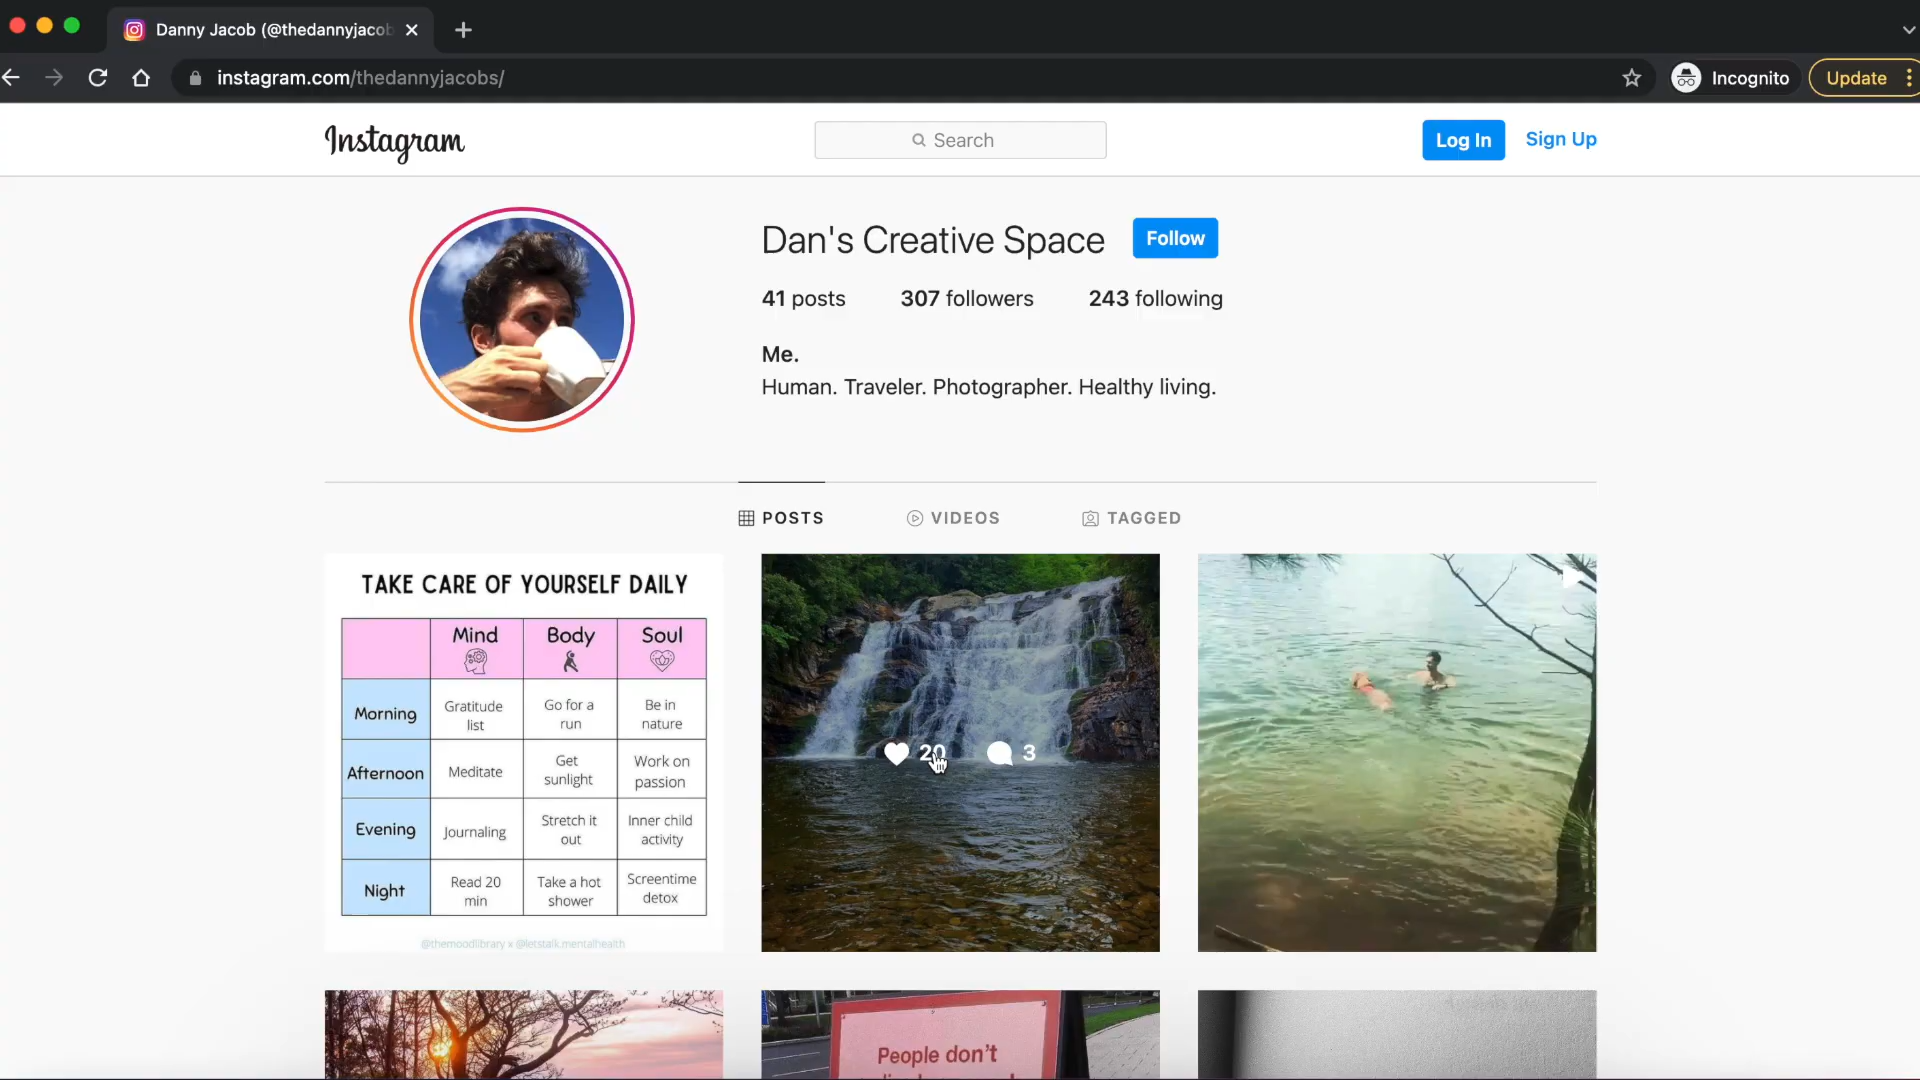 Danny Jacob (@thedannyjacob
instagram.com/thedannyjacobs/
Incognito
Update
Instagram
Search
Log In
Sign Up
Dan's Creative Space
Follow
41 posts
307 followers
243 following
Me.
Human. Traveler. Photographer. Healthy living.
POSTS
VIDEOS
TAGGED
TAKE CARE OF YOURSELF DAILY
Mind Body Soul
Morning
Gratitude
list
Go for a
run
Be in
nature
Afternoon
Meditate
Get
sunlight
Work on
passion
Evening
Journaling
Stretch it
out
Inner child
activity
Night
Read 20
min
Take a hot
shower
Screentime
detox
@themoodlibrary x @letstalk.mentalhealth
20
3
People don't